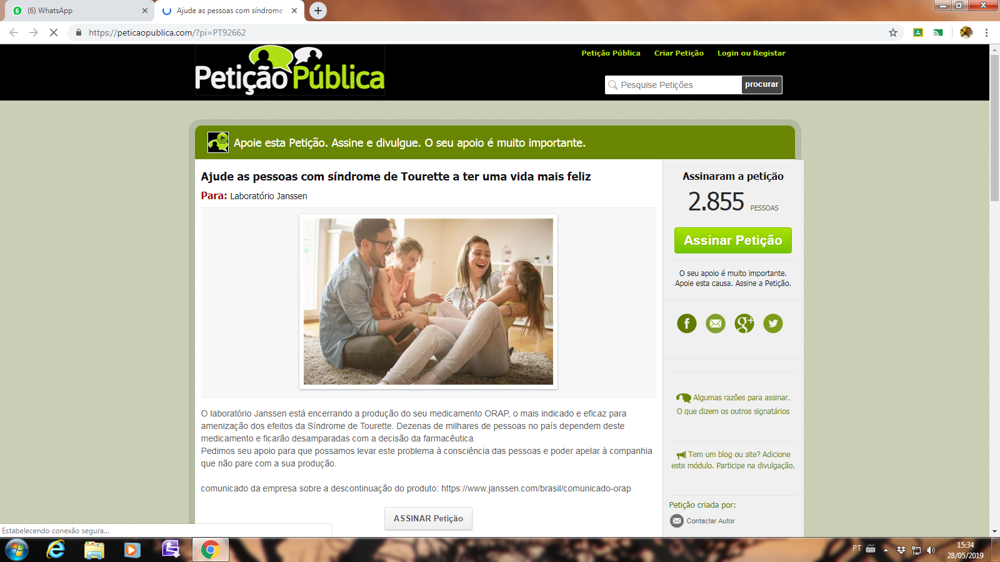 (6) WhatsApp
Ajude as pessoas com síndrome
https://peticaopublica.com/?pi=PT92662
PetiçãoPública
Petição Pública
Criar Petição
Login ou Registar
Pesquise Petições
procurar
Apoie esta Petição. Assine e divulgue. O seu apoio é muito importante.
Ajude as pessoas com síndrome de Tourette a ter uma vida mais feliz
Para: Laboratório Janssen
O laboratório Janssen está encerrando a produção do seu medicamento ORAP, o mais indicado e eficaz para
amenização dos efeitos da Síndrome de Tourette. Dezenas de milhares de pessoas no país dependem deste
medicamento e ficarão desamparadas com a decisão da farmacêutica.
Pedimos seu apoio para que possamos levar este problema à consciência das pessoas e poder apelar à companhia
que não pare com a sua produção.
comunicado da empresa sobre a descontinuação do produto: https://www.janssen.com/brasil/comunicado-orap
ASSINAR Petição
Assinaram a petição
2.855 PESSOAS
Assinar Petição
O seu apoio é muito importante.
Apoie esta causa. Assine a Petição.
Algumas razões para assinar.
O que dizem os outros signatários
Tem um blog ou site? Adicione
este módulo. Participe na divulgação.
Petição criada por:
Contactar Autor
Estabelecendo conexão segura...
PT
15:34
28/05/2019